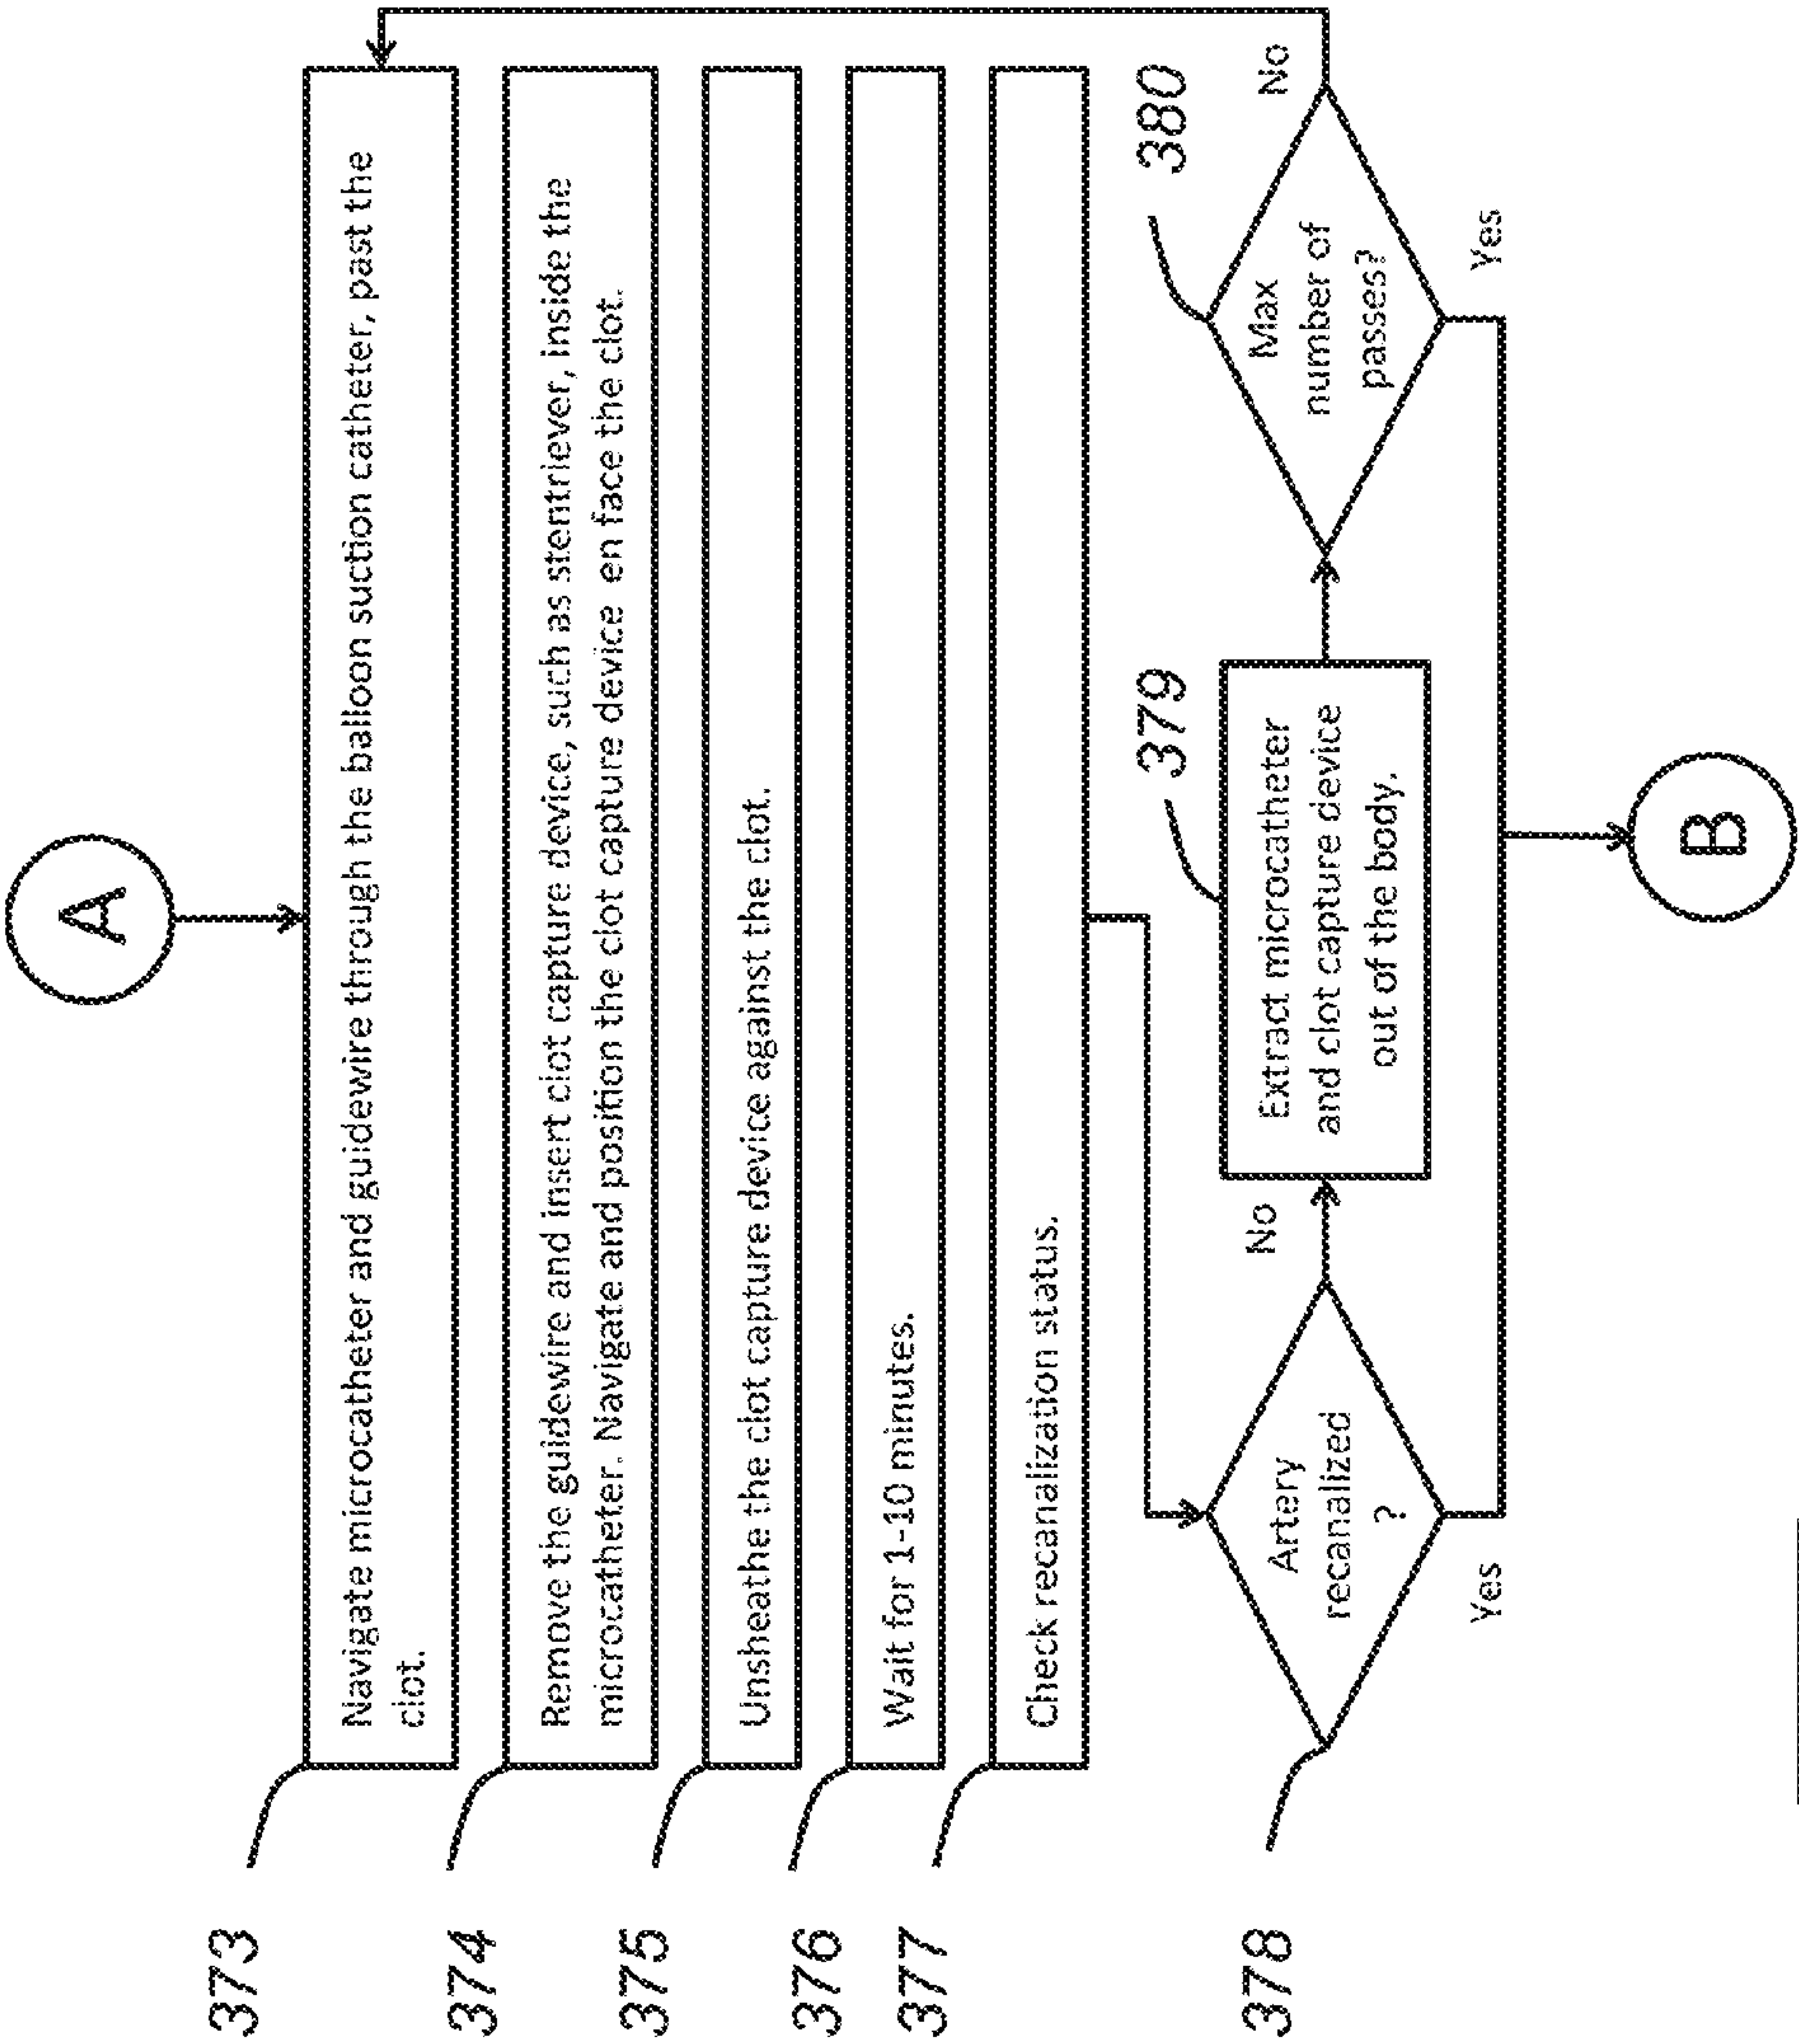 A
373
Navigate microcatheter and guidewire through the balloon suction catheter, past the
clot.
374
Remove the guidewire and insert clot capture device, such as stentriever, inside the
microcatheter. Navigate and position the clot capture device en face the clot.
375
Unsheathe the clot capture device against the clot.
376
Wait for 1-10 minutes.
377
Check recanalization status.
378
Artery
recanalized
?
No
Yes
379
Extract microcatheter
and clot capture device
out of the body.
380
Max
number of
passes?
No
Yes
B